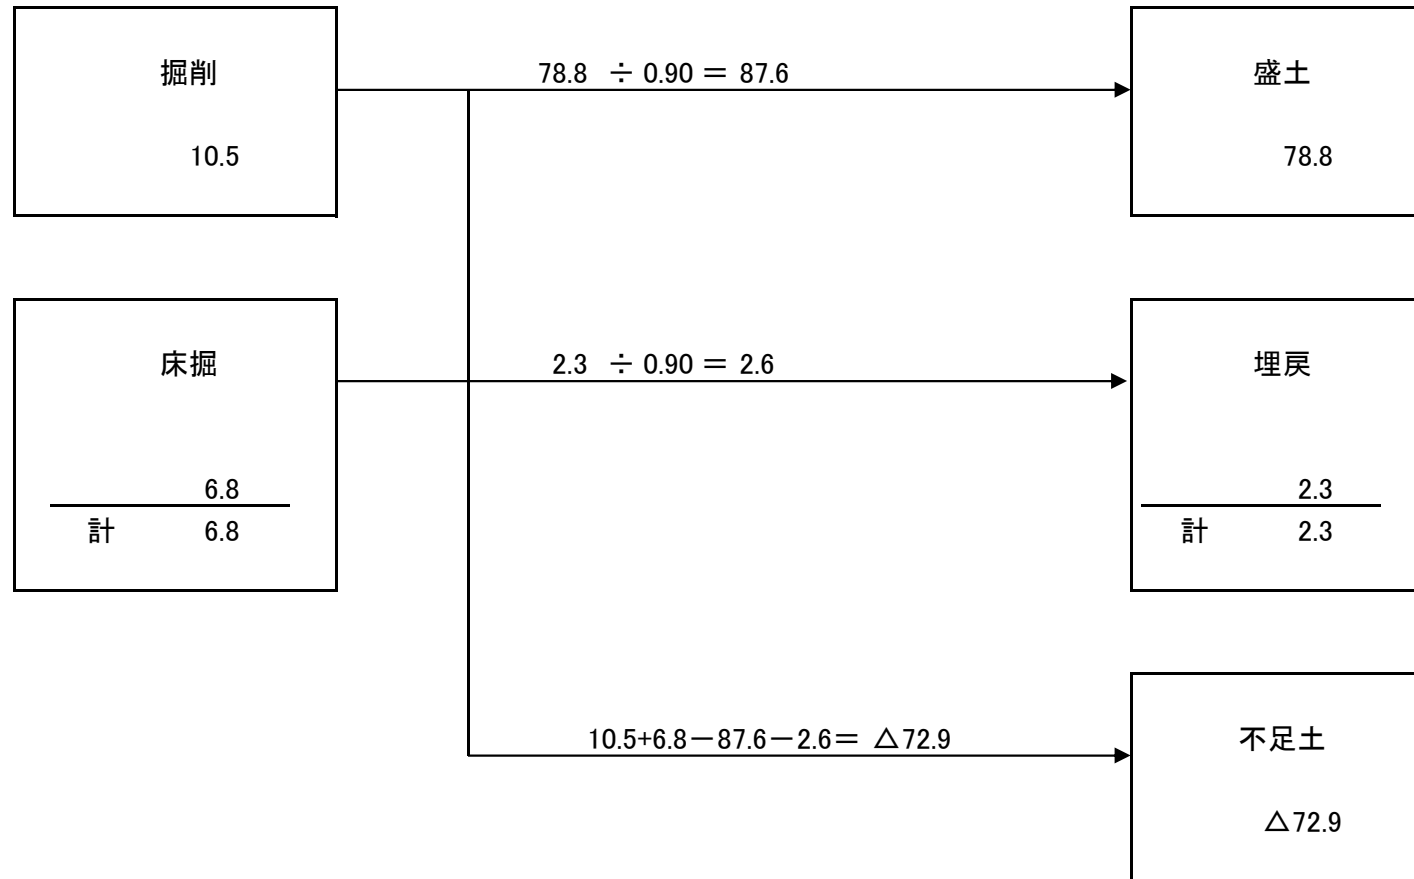 掘削
10.5
78.8 ÷ 0.90 = 87.6
盛土
78.8
床掘
6.8
計 6.8
2.3 ÷ 0.90 = 2.6
埋戻
2.3
計 2.3
10.5+6.8－87.6－2.6= △72.9
不足土
△72.9